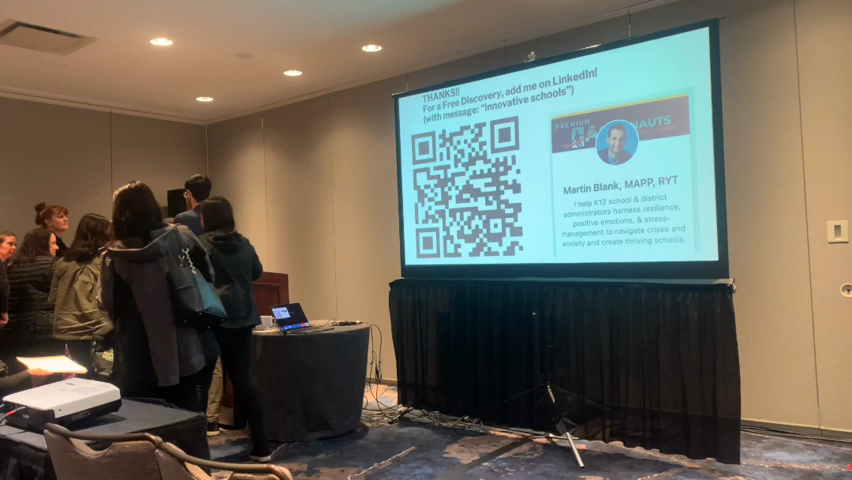 THANKS!!
For a Free Discovery, add me on LinkedIn!
(with message: "innovative schools")
PREMIUM
NAUTS
Martín Blank, MAPP, RYT
I help K12 school & district
administrators harness resilience,
positive emotions, & stress-
management to navigate crises and
anxiety and create thriving schools.